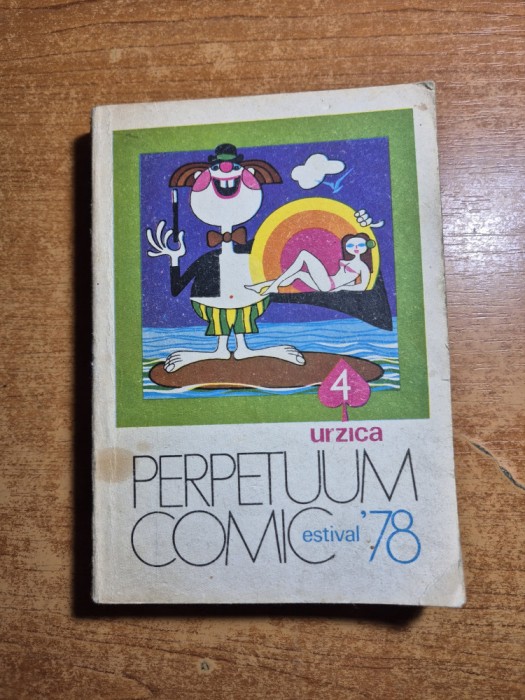 4
urzica
PERPETUUM
COMIC estival '78